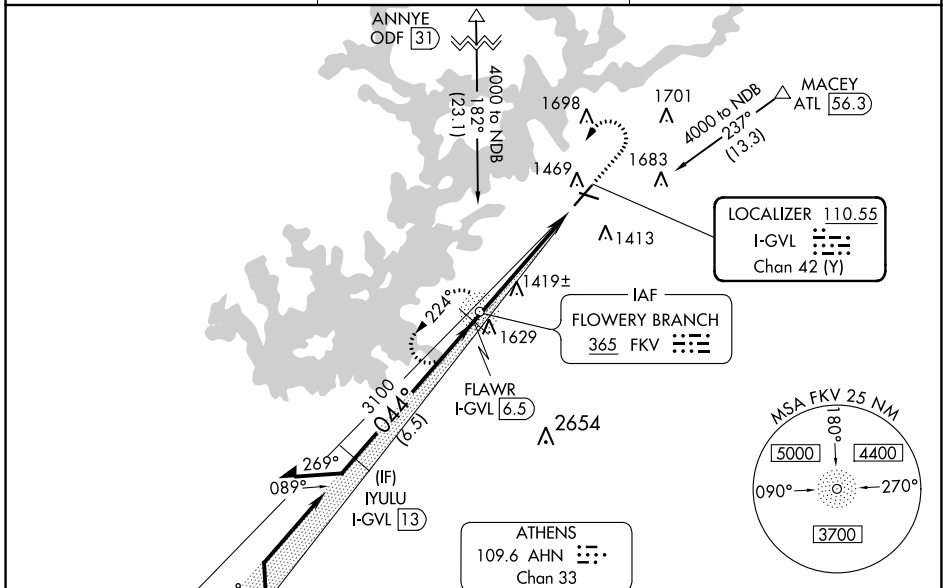 ANNYE
ODF 31
4000 to NDB
182°
(23.1)
MACEY
ATL 56.3
4000 to NDB
237°
(13.3)
1698
1701
1469
1683
1413
LOCALIZER 110.55
I-GVL
Chan 42 (Y)
1419±
IAF
FLOWERY BRANCH
365 FKV
224°
1629
FLAWR
I-GVL 6.5
3100
044°
(6.5)
2654
269°
089°
(IF)
IYULU
I-GVL 13
MSA FKV 25 NM
180°
5000
4400
090°
270°
3700
ATHENS
109.6 AHN
Chan 33